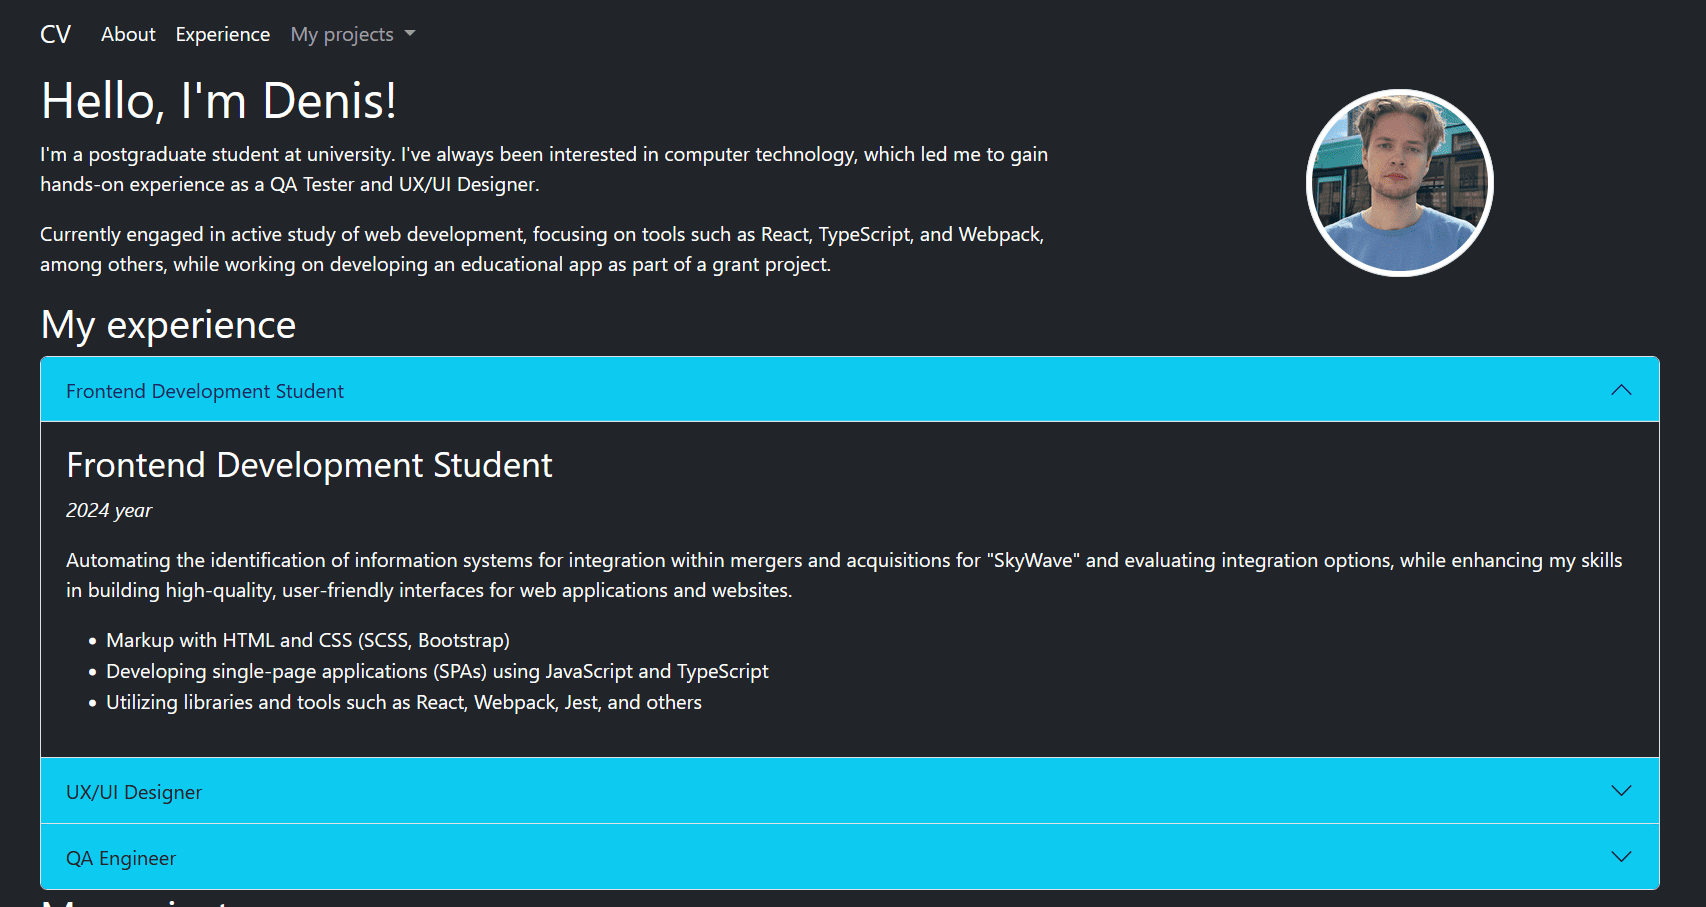 CV About Experience My projects
Hello, I'm Denis!
I'm a postgraduate student at university. I've always been interested in computer technology, which led me to gain
hands-on experience as a QA Tester and UX/UI Designer.
Currently engaged in active study of web development, focusing on tools such as React, TypeScript, and Webpack,
among others, while working on developing an educational app as part of a grant project.
My experience
Frontend Development Student
Frontend Development Student
2024 year
Automating the identification of information systems for integration within mergers and acquisitions for "SkyWave" and evaluating integration options, while enhancing my skills
in building high-quality, user-friendly interfaces for web applications and websites.
• Markup with HTML and CSS (SCSS, Bootstrap)
• Developing single-page applications (SPAs) using JavaScript and TypeScript
• Utilizing libraries and tools such as React, Webpack, Jest, and others
UX/UI Designer
QA Engineer